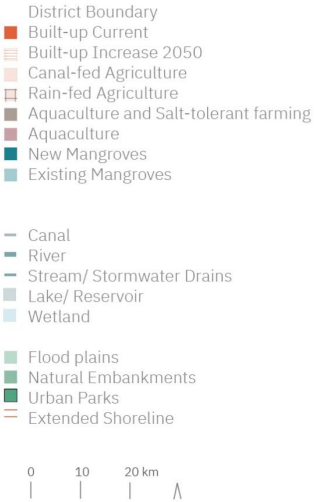 District Boundary
Built-up Current
Built-up Increase 2050
Canal-fed Agriculture
Rain-fed Agriculture
Aquaculture and Salt-tolerant farming
Aquaculture
New Mangroves
Existing Mangroves
Canal
River
Stream/ Stormwater Drains
Lake/ Reservoir
Wetland
Flood plains
Natural Embankments
Urban Parks
Extended Shoreline
0 10 20 km